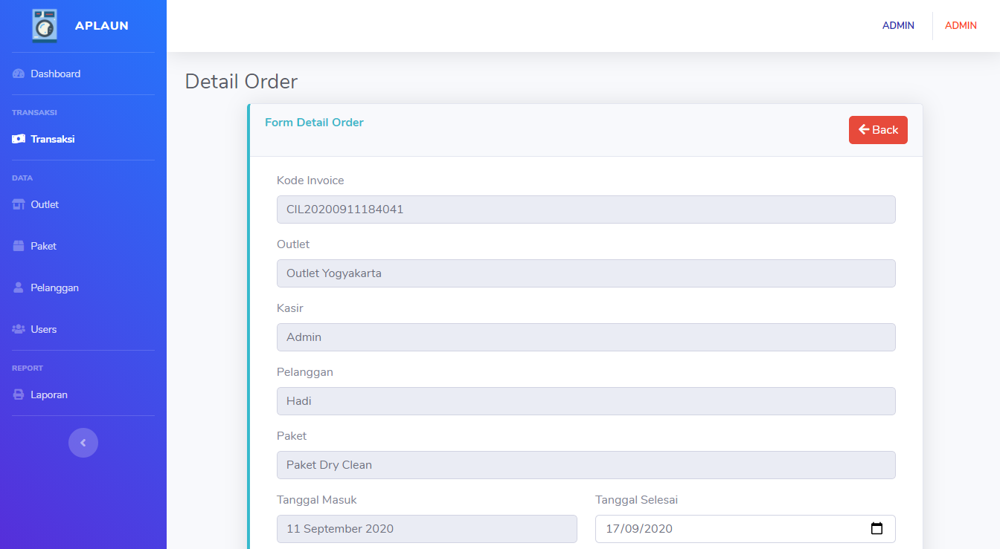 APLAUN
ADMIN
ADMIN
Dashboard
TRANSAKSI
Transaksi
DATA
Outlet
Paket
Pelanggan
Users
REPORT
Laporan
Detail Order
Form Detail Order
Back
Kode Invoice
CIL20200911184041
Outlet
Outlet Yogyakarta
Kasir
Admin
Pelanggan
Hadi
Paket
Paket Dry Clean
Tanggal Masuk
Tanggal Selesai
11 September 2020
17/09/2020